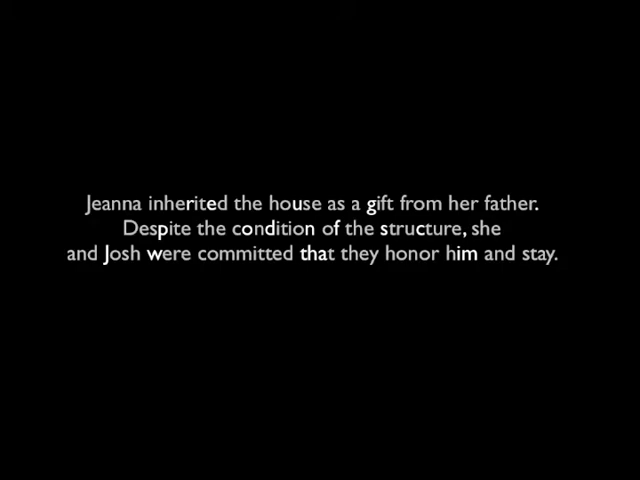 Jeanna inherited the house as a gift from her father.
Despite the condition of the structure, she
and Josh were committed that they honor him and stay.